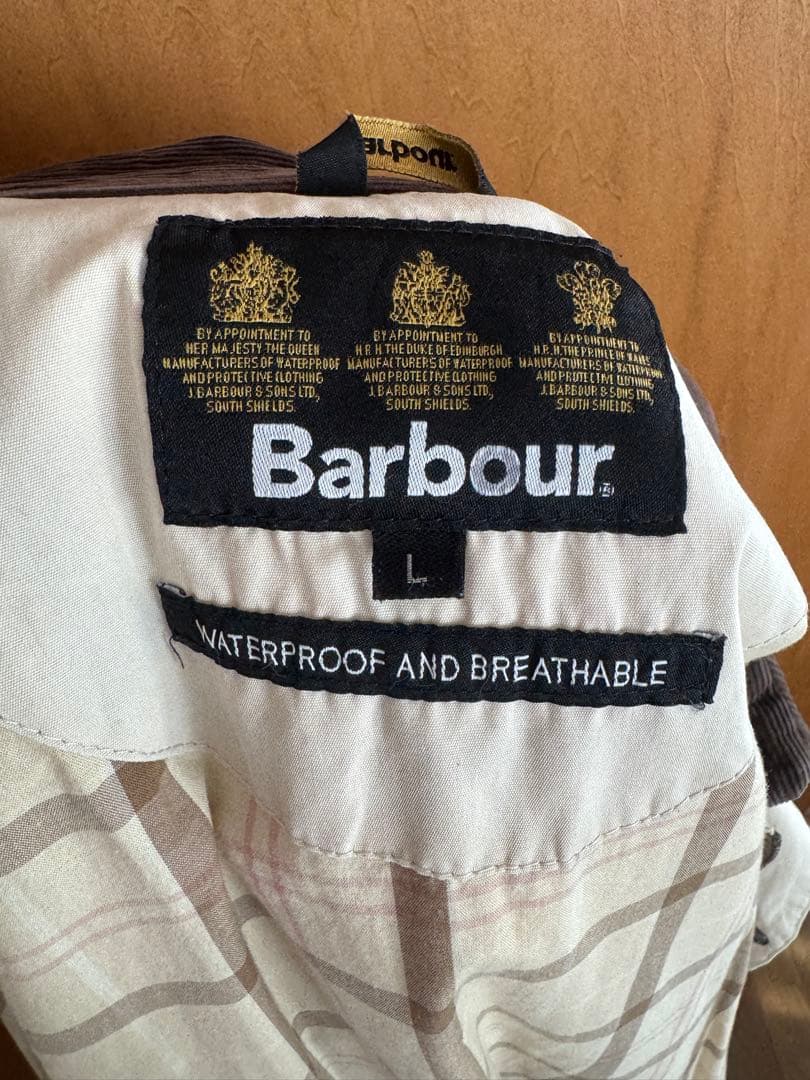 Barbour
BY APPOINTMENT TO
HER MAJESTY THE QUEEN
MANUFACTURERS OF WATERPROOF
AND PROTECTIVE CLOTHING
J.BARBOUR & SONS LTD,
SOUTH SHIELDS.
BY APPOINTMENT TO
H.R.H THE DUKE OF EDINBURGH
MANUFACTURERS OF WATERPROOF
AND PROTECTIVE CLOTHING
J.BARBOUR & SONS LTD,
SOUTH SHIELDS.
BY APPOINTMENT TO
H.R.H.THE PRINCE OF WALES
MANUFACTURERS OF WATERPROOF
AND PROTECTIVE CLOTHING
J.BARBOUR & SONS LTD,
SOUTH SHIELDS.
Barbour
L
WATERPROOF AND BREATHABLE